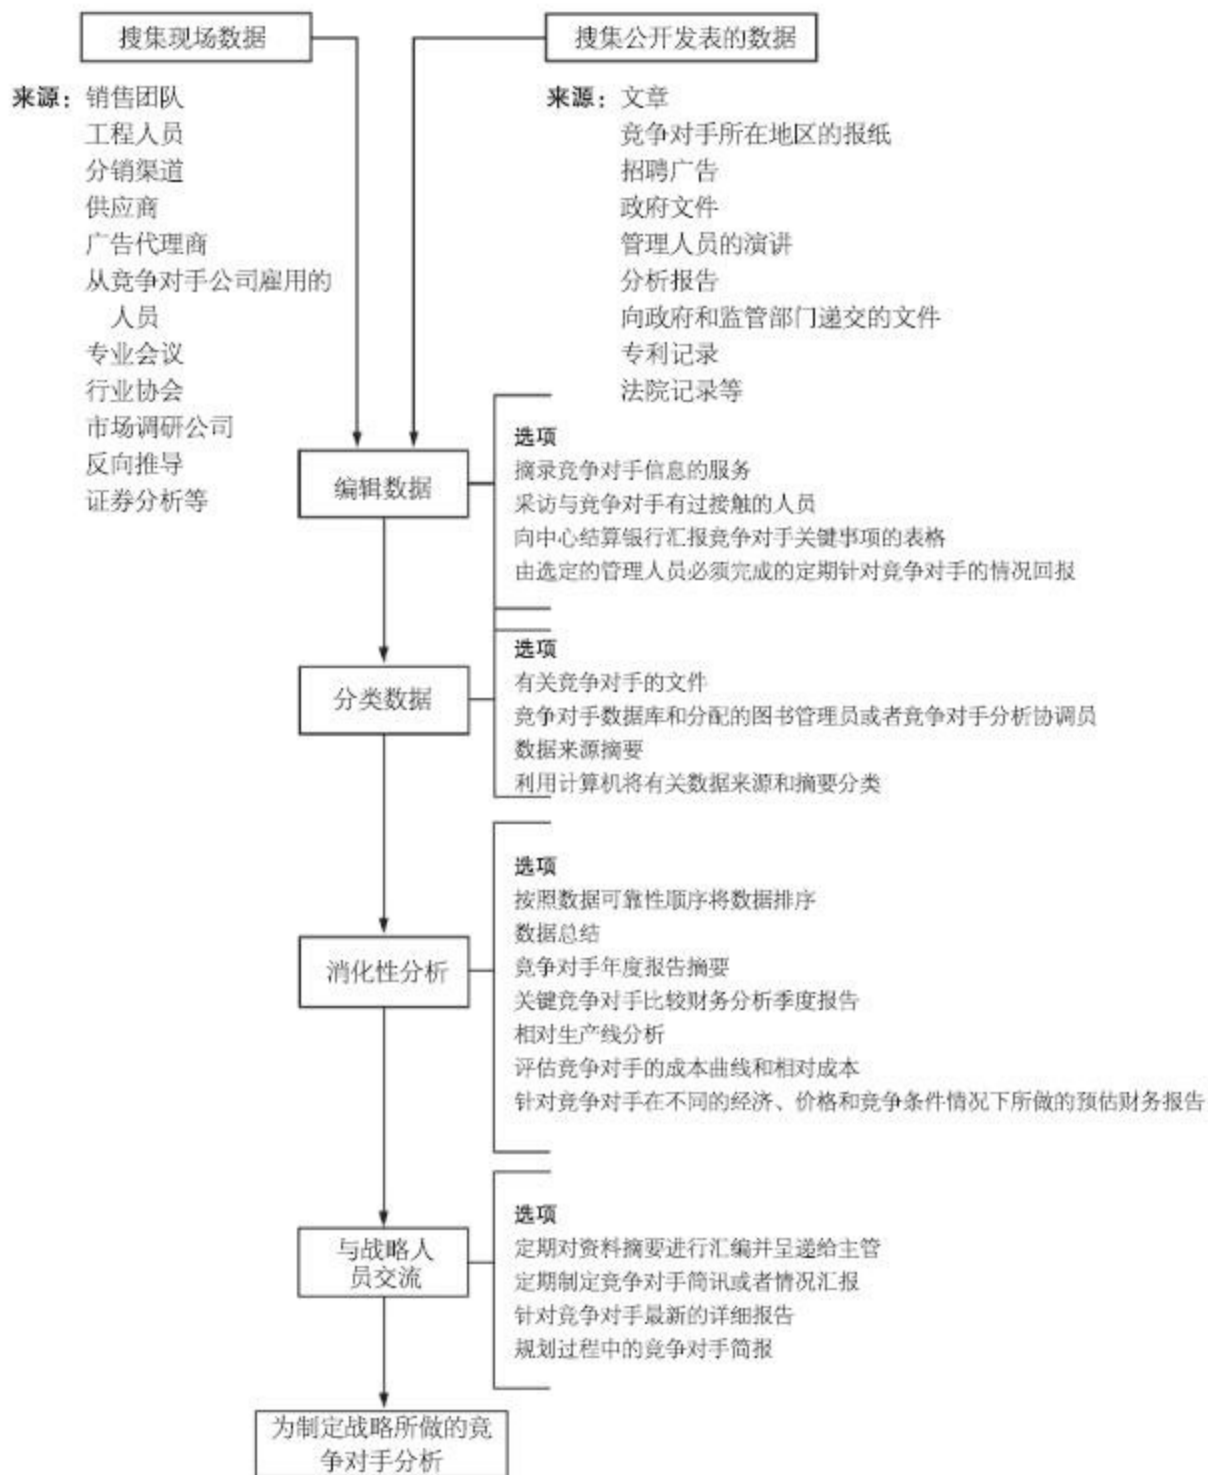 搜集现场数据
搜集公开发表的数据
来源：销售团队
工程人员
分销渠道
供应商
广告代理商
从竞争对手公司雇用的
人员
专业会议
行业协会
市场调研公司
反向推导
证券分析等
来源：文章
竞争对手所在地区的报纸
招聘广告
政府文件
管理人员的演讲
分析报告
向政府和监管部门递交的文件
专利记录
法院记录等
编辑数据
选项
摘录竞争对手信息的服务
采访与竞争对手有过接触的人员
向中心结算银行汇报竞争对手关键事项的表格
由选定的管理人员必须完成的定期针对竞争对手的情况回报
分类数据
选项
有关竞争对手的文件
竞争对手数据库和分配的图书管理员或者竞争对手分析协调员
数据来源摘要
利用计算机将有关数据来源和摘要分类
消化性分析
选项
按照数据可靠性顺序将数据排序
数据总结
竞争对手年度报告摘要
关键竞争对手比较财务分析季度报告
相对生产线分析
评估竞争对手的成本曲线和相对成本
针对竞争对手在不同的经济、价格和竞争条件情况下所做的预估财务报告
与战略人
员交流
选项
定期对资料摘要进行汇编并呈递给主管
定期制定竞争对手简讯或者情况汇报
针对竞争对手最新的详细报告
规划过程中的竞争对手简报
为制定战略所做的竞
争对手分析